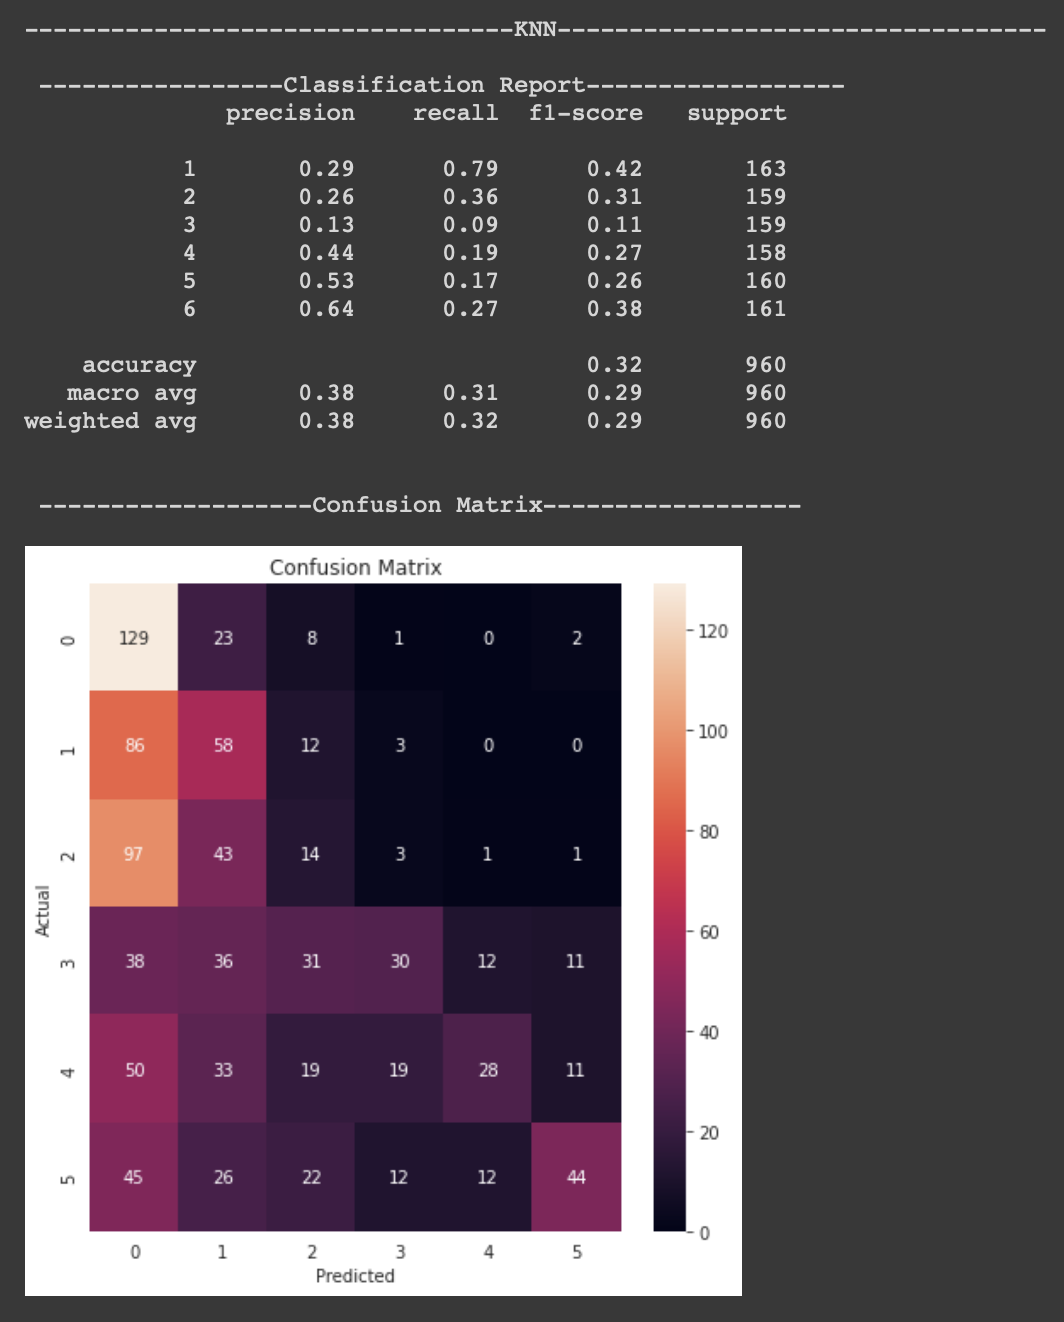 ----------------------------------KNN----------------------------------
-----------------Classification Report------------------
precision recall f1-score support
1 0.29 0.79 0.42 163
2 0.26 0.36 0.31 159
3 0.13 0.09 0.11 159
4 0.44 0.19 0.27 158
5 0.53 0.17 0.26 160
6 0.64 0.27 0.38 161
accuracy 0.32 960
macro avg 0.38 0.31 0.29 960
weighted avg 0.38 0.32 0.29 960
-------------------Confusion Matrix------------------
Confusion Matrix
0 129 23 8 1 0 2
1 86 58 12 3 0 0
2 97 43 14 3 1 1
3 38 36 31 30 12 11
4 50 33 19 19 28 11
5 45 26 22 12 12 44
0 1 2 3 4 5
Actual
Predicted
120
100
80
60
40
20
0